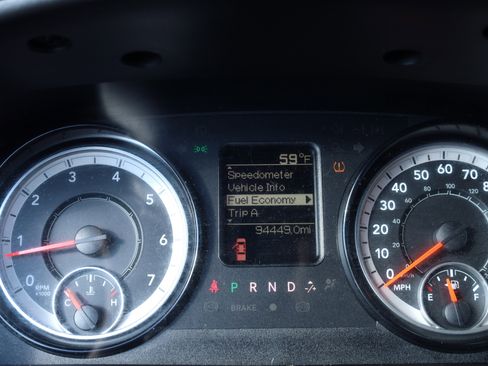 59°F
Speedometer
Vehicle Info
Fuel Economy
Trip A
94449.0mi
P R N D
BRAKE
0 1 2 3 4 5 6 7
RPM
x1000
C H
0 10 20 30 40 50 60 70 80
MPH
E F